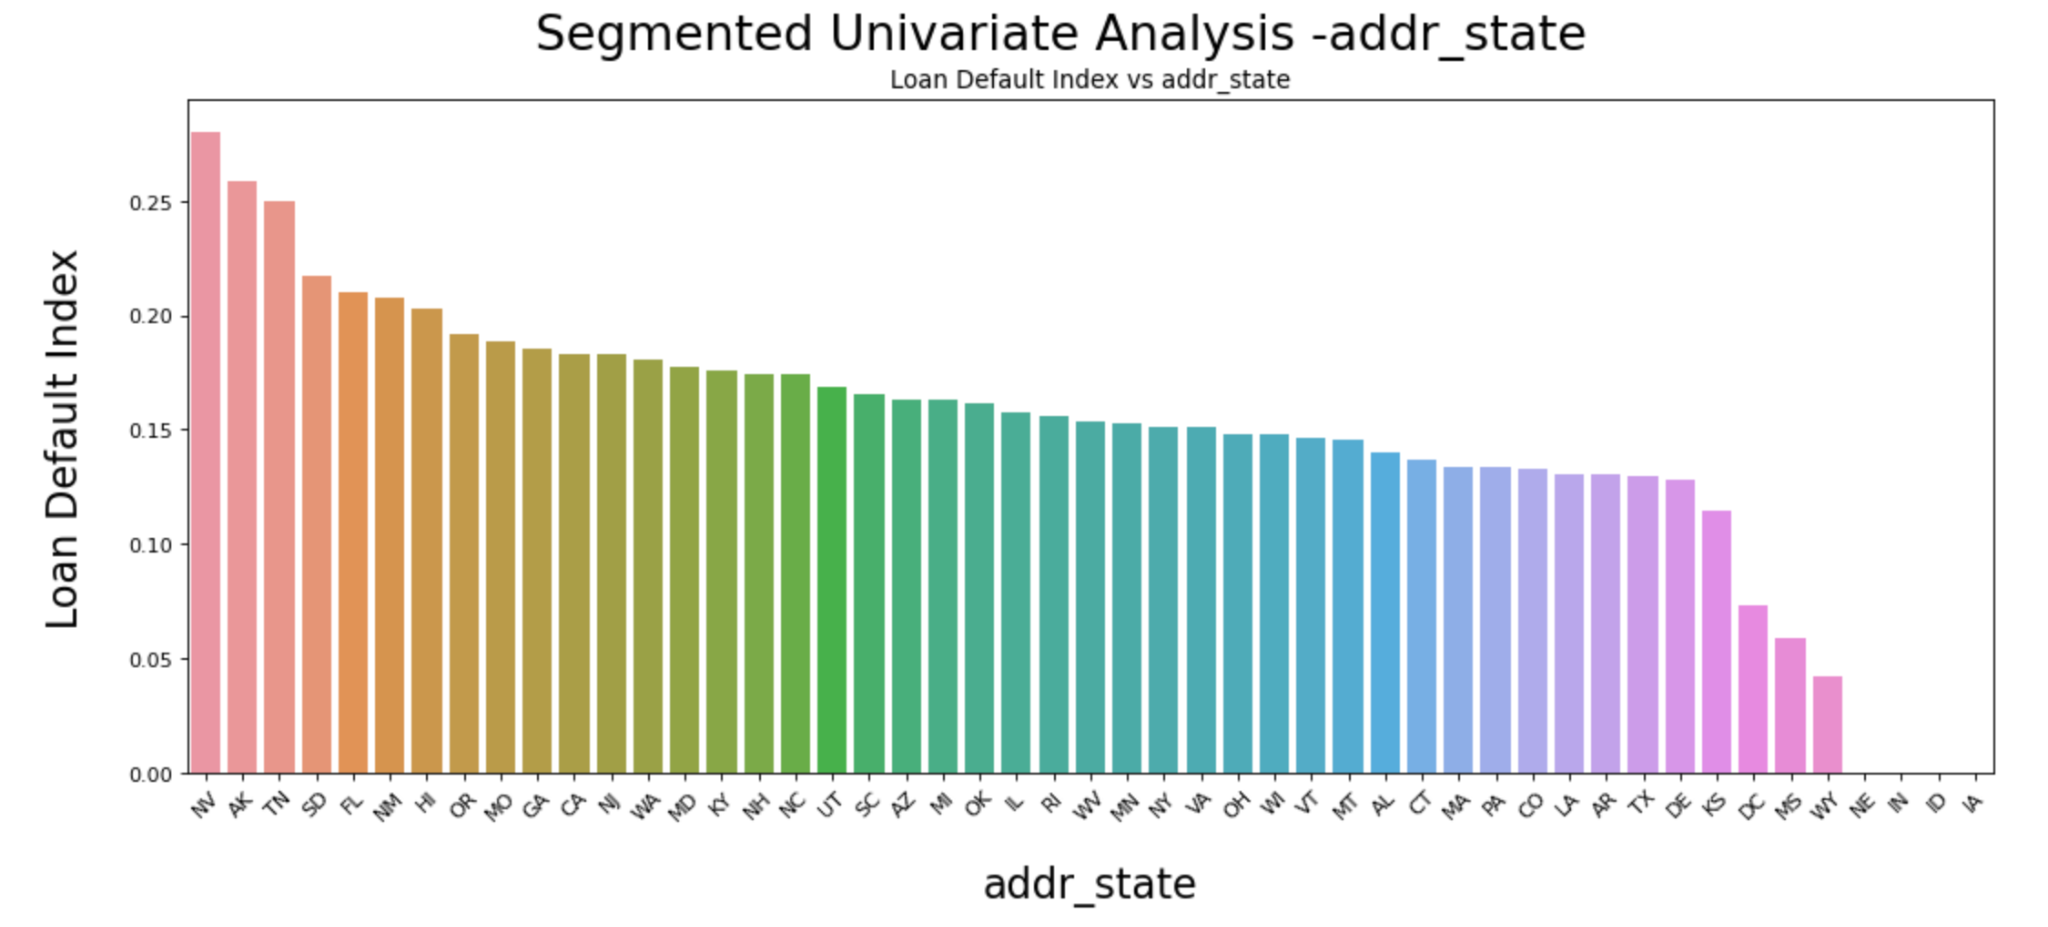 Segmented Univariate Analysis -addr_state
Loan Default Index vs addr_state
Loan Default Index
0.25
0.20
0.15
0.10
0.05
0.00
NV AK TN SD FL NM HI OR MO GA CA NJ WA MD KY NH NC UT SC AZ MI OK IL RI WV MN NY VA OH WI VT MT AL CT MA PA CO LA AR TX DE KS DC MS WY NE IN ID IA
addr_state